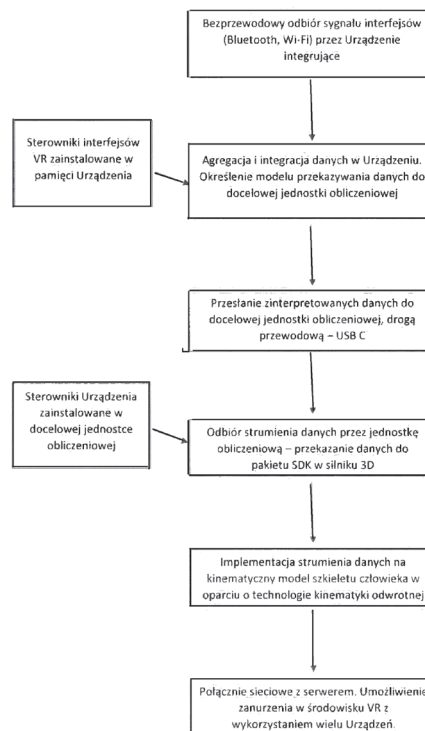 Bezprzewodowy odbiór sygnału interfejsów
(Bluetooth, Wi-Fi) przez Urządzenie
integrujące
Sterowniki interfejsów
VR zainstalowane w
pamięci Urządzenia
Agregacja i integracja danych w Urządzeniu.
Określenie modelu przekazywania danych do
docelowej jednostki obliczeniowej
Przesłanie zinterpretowanych danych do
docelowej jednostki obliczeniowej, drogą
przewodową – USB C
Sterowniki Urządzenia
zainstalowane w
docelowej jednostce
obliczeniowej
Odbiór strumienia danych przez jednostkę
obliczeniową – przekazanie danych do
pakietu SDK w silniku 3D
Implementacja strumienia danych na
kinematyczny model szkieletu człowieka w
oparciu o technologie kinematyki odwrotnej
Połącznie sieciowe z serwerem. Umożliwienie
zanurzenia w środowisku VR z
wykorzystaniem wielu Urządzeń.